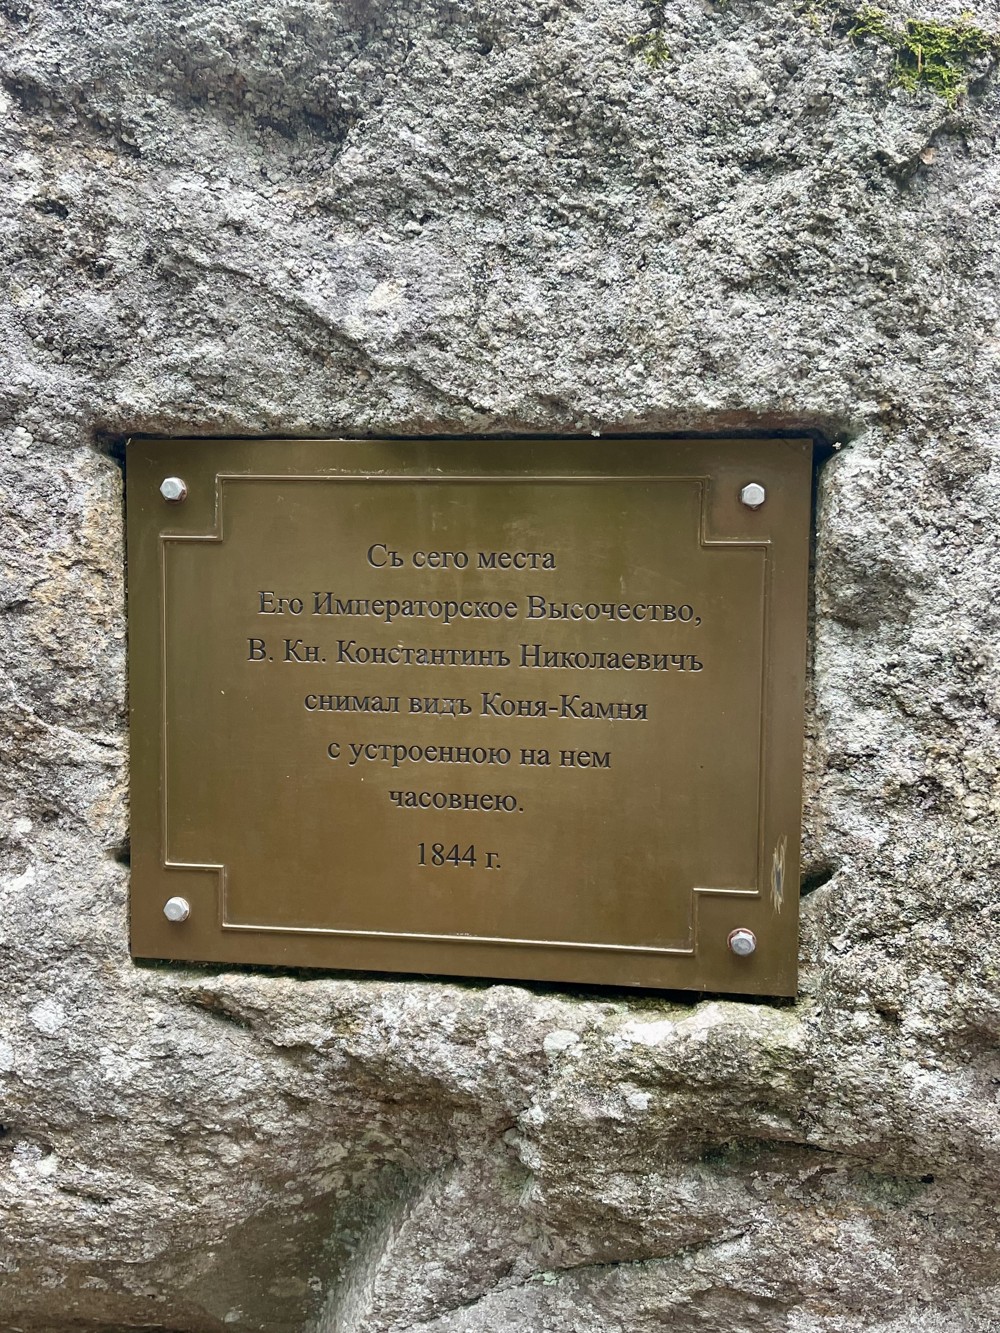 Съ сего места
Его Императорское Высочество,
В. Кн. Константинъ Николаевичъ
снимал видъ Коня-Камня
с устроенною на нем
часовнею.
1844 г.